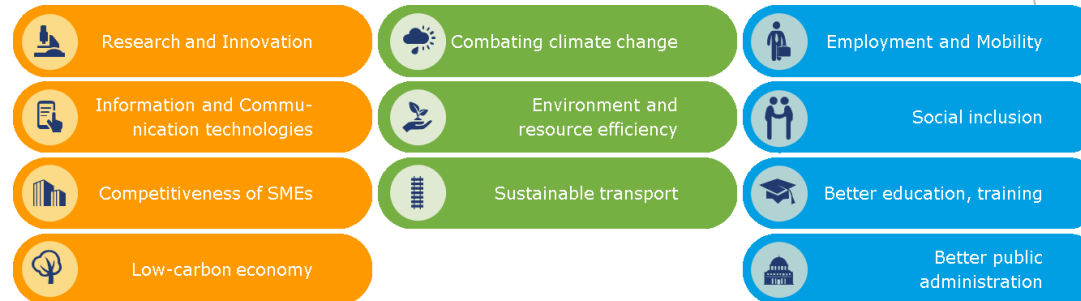 Research and Innovation
Information and Commu-
nication technologies
Competitiveness of SMEs
Low-carbon economy
Combating climate change
Environment and
resource efficiency
Sustainable transport
Employment and Mobility
Social inclusion
Better education, training
Better public
administration